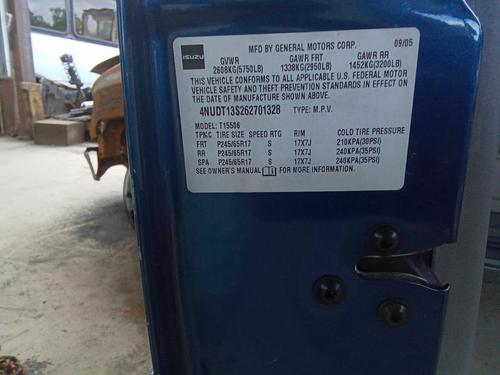 ISUZU
MFD BY GENERAL MOTORS CORP. 09/05
GVWR GAWR FRT GAWR RR
2608KG(5750LB) 1338KG(2950LB) 1452KG(3200LB)
THIS VEHICLE CONFORMS TO ALL APPLICABLE U.S. FEDERAL MOTOR
VEHICLE SAFETY AND THEFT PREVENTION STANDARDS IN EFFECT ON
THE DATE OF MANUFACTURE SHOWN ABOVE.
4NUDT13S262701328 TYPE: M.P.V.
MODEL: T15506
TPMC TIRE SIZE SPEED RTG RIM COLD TIRE PRESSURE
FRT P245/65R17 S 17X7J 210KPA(30PSI)
RR P245/65R17 S 17X7J 240KPA(35PSI)
SPA P245/65R17 S 17X7J 240KPA(35PSI)
SEE OWNER'S MANUAL FOR MORE INFORMATION.